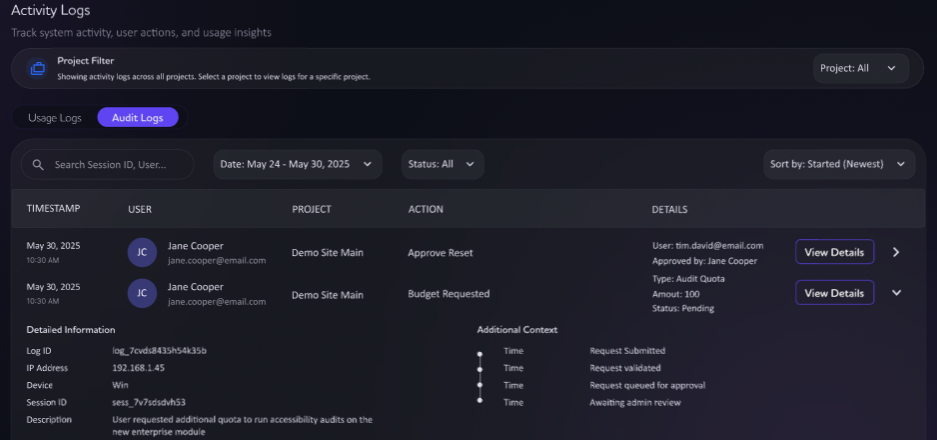 Activity Logs
Track system activity, user actions, and usage insights
Project Filter
Showing activity logs across all projects. Select a project to view logs for a specific project.
Project: All
Usage Logs
Audit Logs
Search Session ID, User...
Date: May 24 - May 30, 2025
Status: All
Sort by: Started (Newest)
TIMESTAMP USER PROJECT ACTION DETAILS
May 30, 2025
10:30 AM
JC
Jane Cooper
jane.cooper@email.com
Demo Site Main
Approve Reset
User: tim.david@email.com
Approved by: Jane Cooper
View Details
May 30, 2025
10:30 AM
JC
Jane Cooper
jane.cooper@email.com
Demo Site Main
Budget Requested
Type: Audit Quota
Amout: 100
Status: Pending
View Details
Detailed Information
Log ID log_7cvds8435h54k35b
IP Address 192.168.1.45
Device Win
Session ID sess_7v7sdsdvh53
Description User requested additional quota to run accessibility audits on the
new enterprise module
Additional Context
Time Request Submitted
Time Request validated
Time Request queued for approval
Time Awaiting admin review